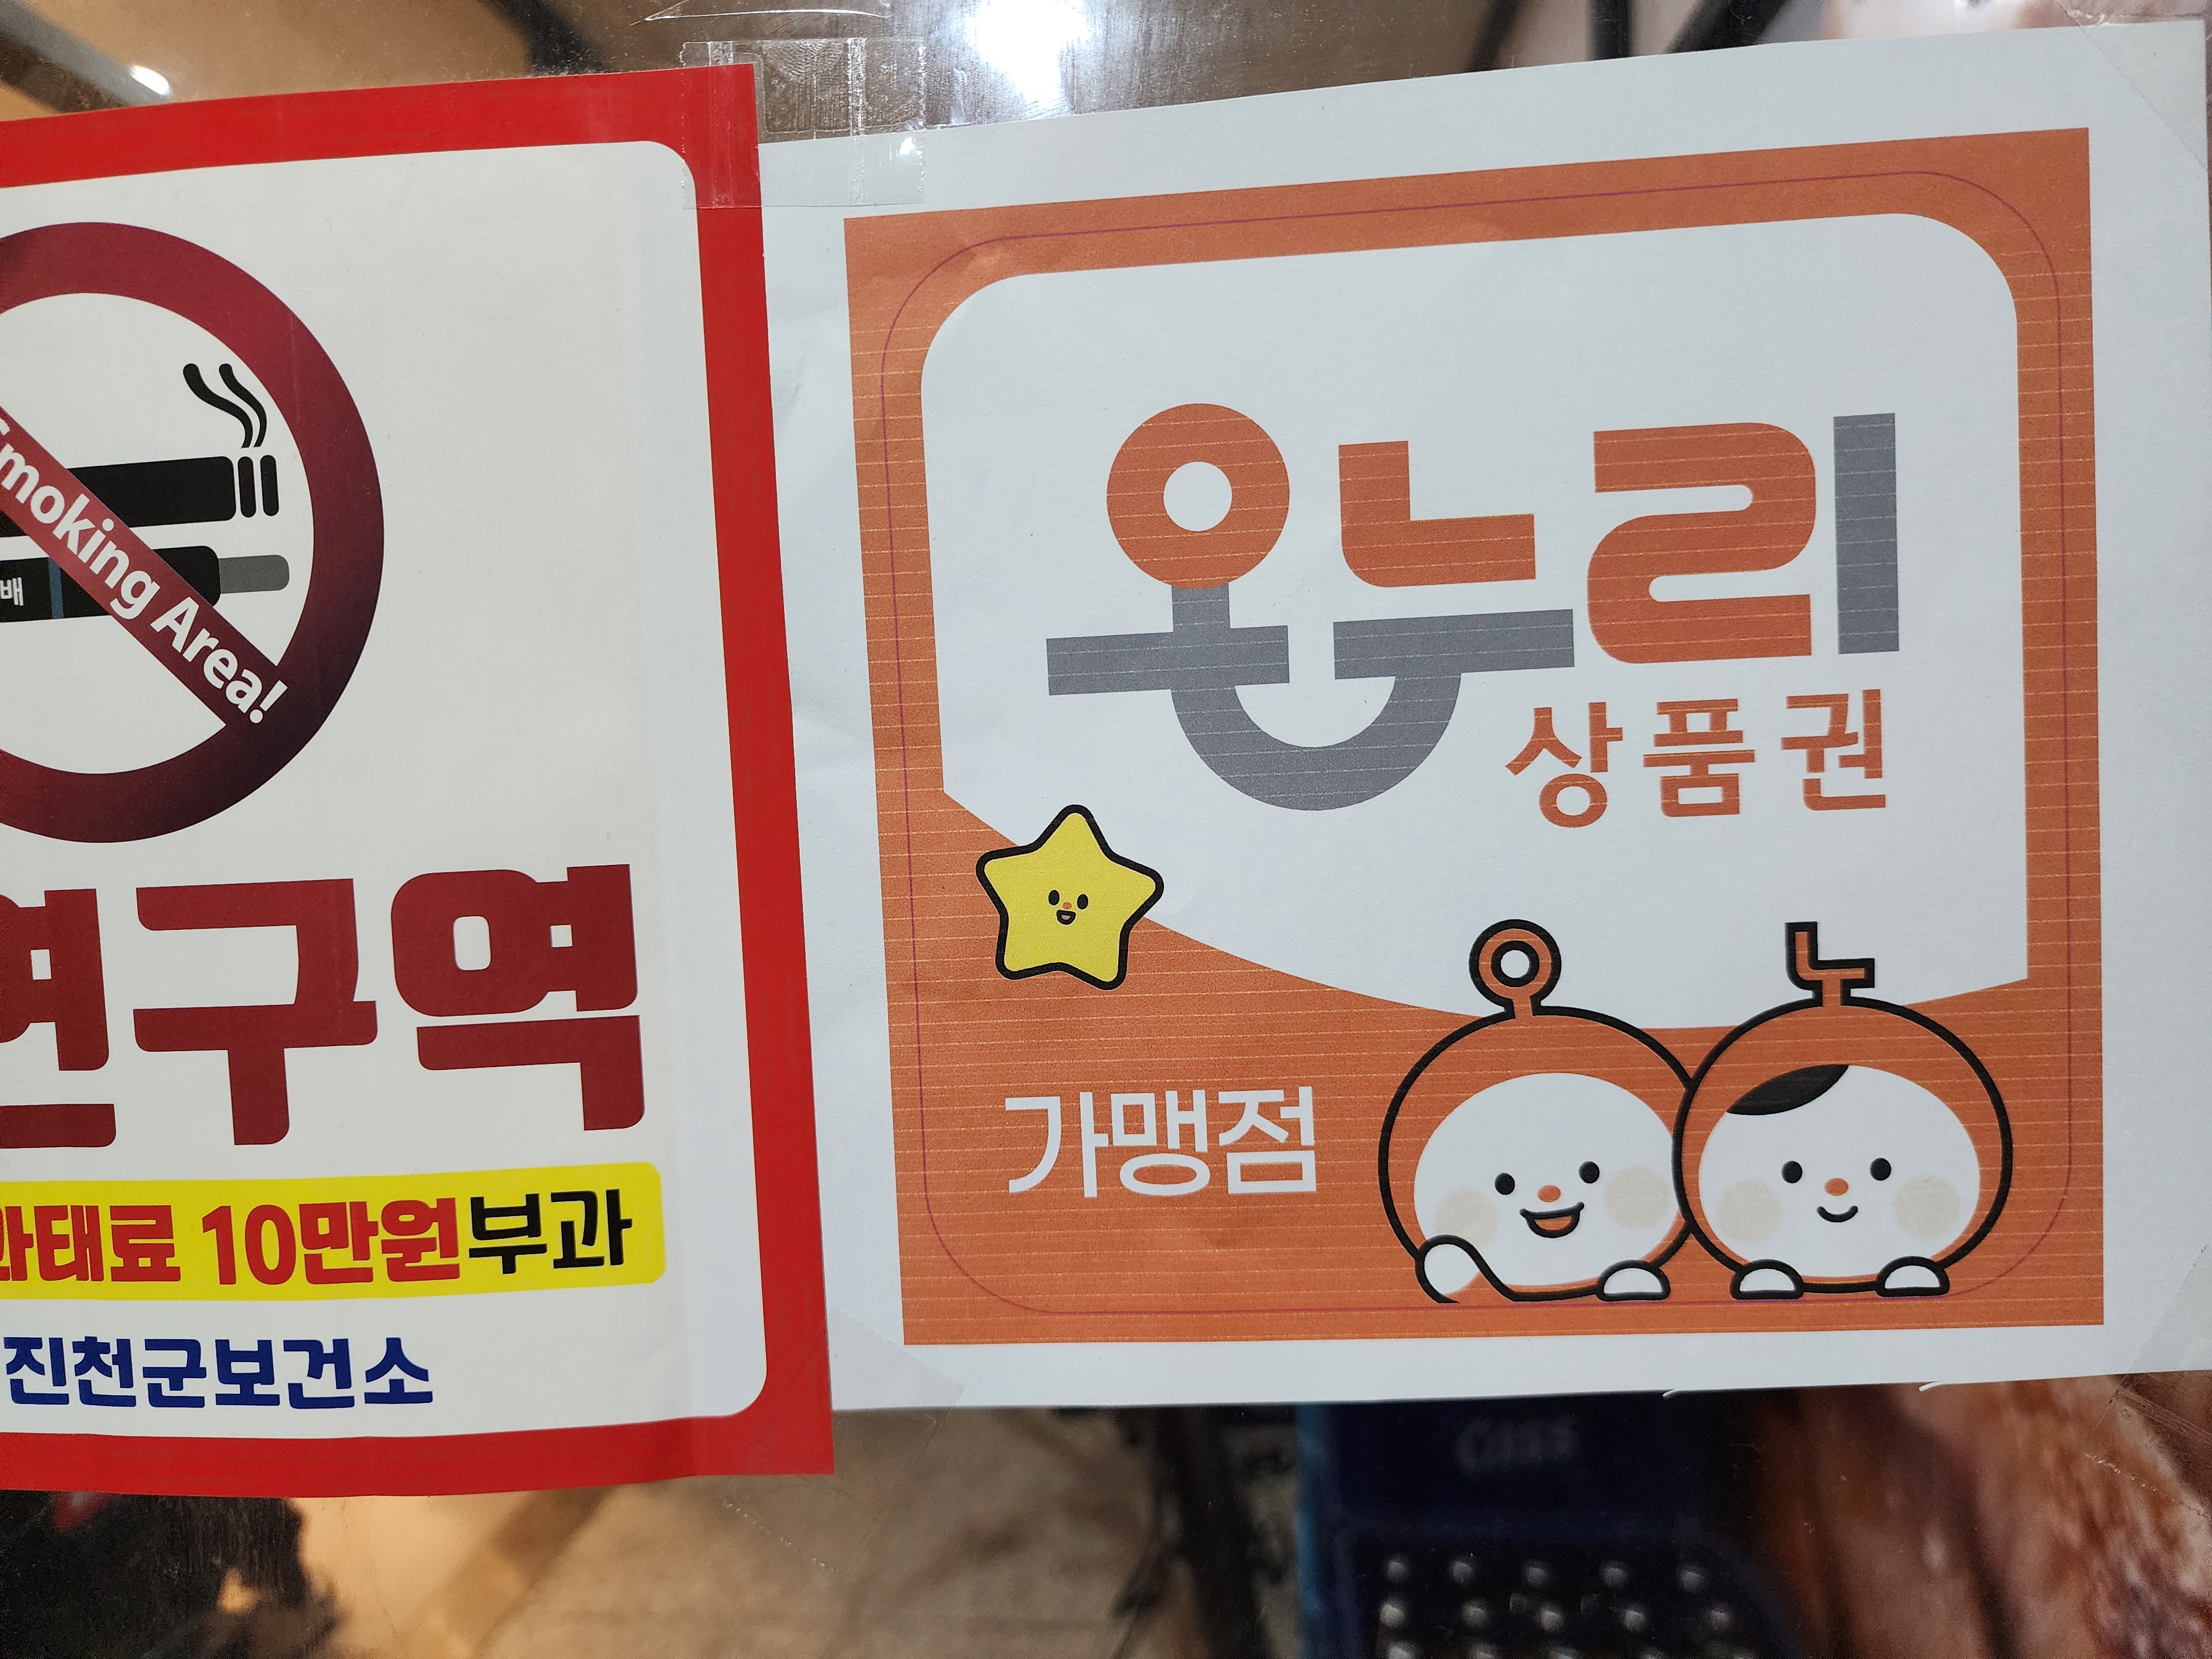 Smoking Area!
배
연구역
과태료 10만원부과
진천군보건소
온누리
상품권
가맹점